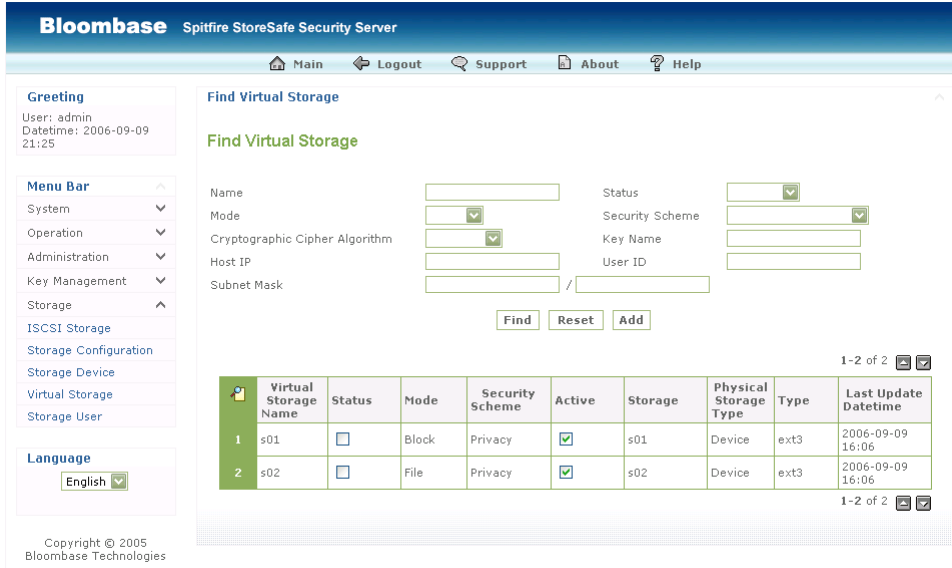 Bloombase Spitfire StoreSafe Security Server
Main Logout Support About Help
Greeting
User: admin
Datetime: 2006-09-09
21:25
Menu Bar
System
Operation
Administration
Key Management
Storage
ISCSI Storage
Storage Configuration
Storage Device
Virtual Storage
Storage User
Language
English
Copyright © 2005
Bloombase Technologies
Find Virtual Storage
Find Virtual Storage
Name Status
Mode Security Scheme
Cryptographic Cipher Algorithm Key Name
Host IP User ID
Subnet Mask /
Find Reset Add
1-2 of 2
Virtual Storage Name Status Mode Security Scheme Active Storage Physical Storage Type Type Last Update Datetime
1 s01 Block Privacy s01 Device ext3 2006-09-09 16:06
2 s02 File Privacy s02 Device ext3 2006-09-09 16:06
1-2 of 2